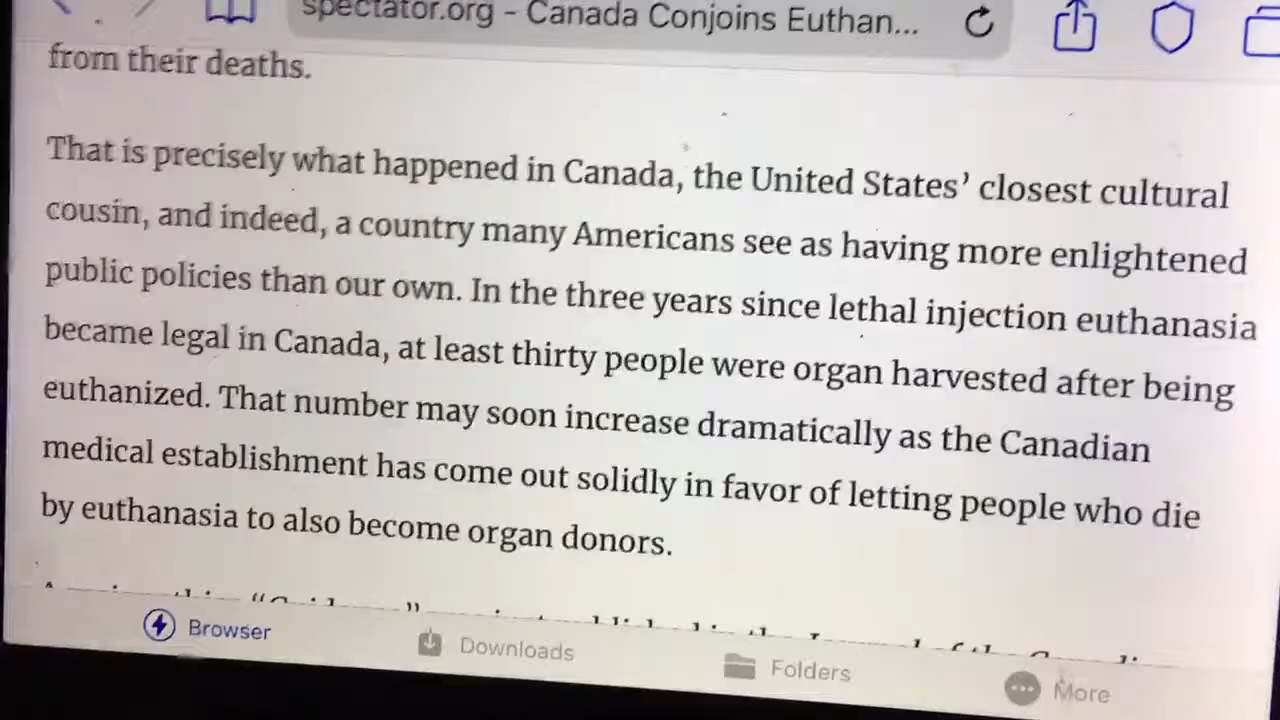 spectator.org - Canada Conjoins Euthan...
from their deaths.
That is precisely what happened in Canada, the United States’ closest cultural
cousin, and indeed, a country many Americans see as having more enlightened
public policies than our own. In the three years since lethal injection euthanasia
became legal in Canada, at least thirty people were organ harvested after being
euthanized. That number may soon increase dramatically as the Canadian
medical establishment has come out solidly in favor of letting people who die
by euthanasia to also become organ donors.
Browser
Downloads
Folders
More